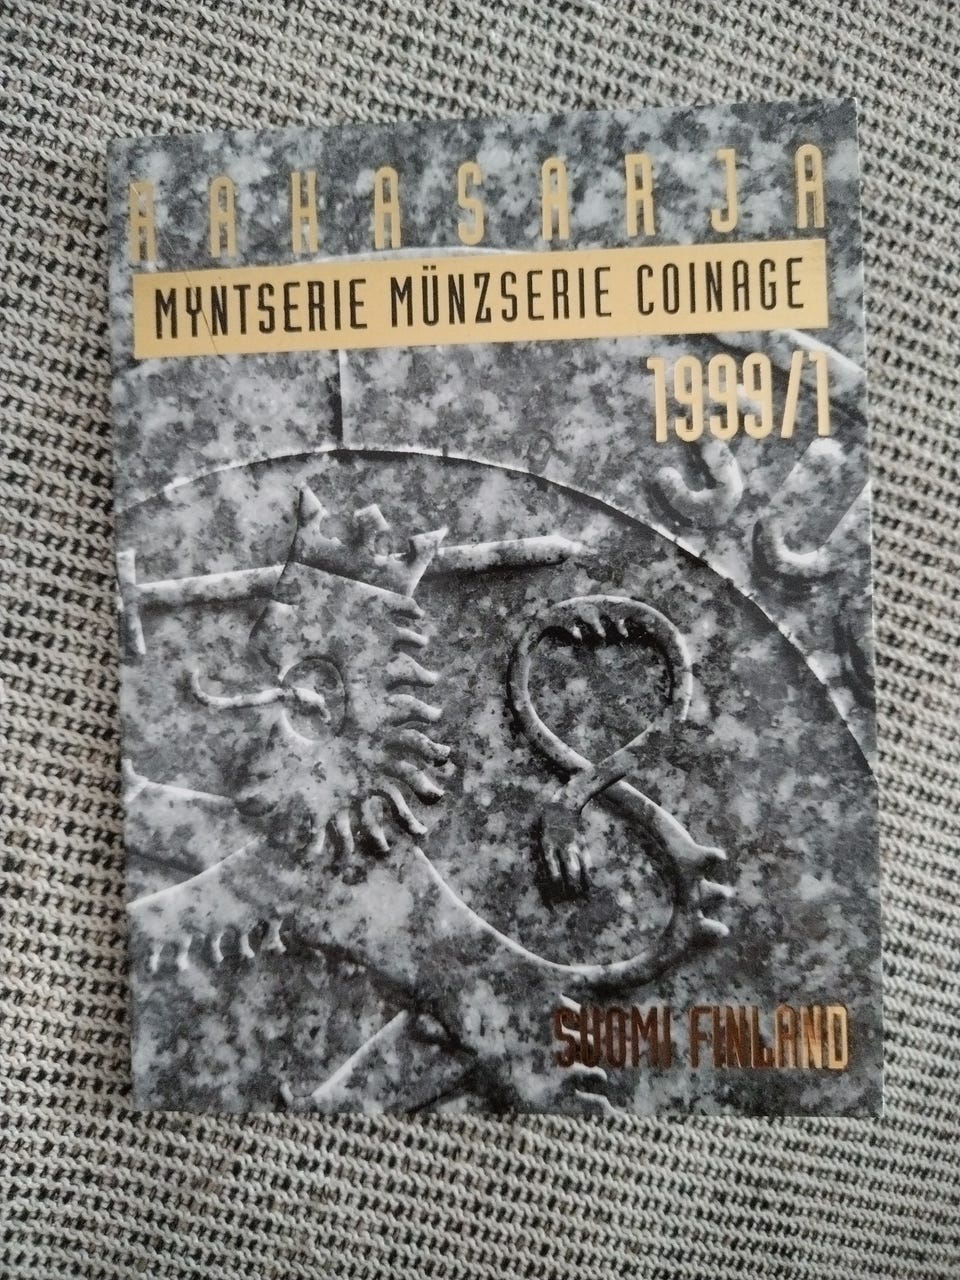 RAHASARJA
MYNTSERIE MÜNZSERIE COINAGE
1999/1
SUOMI FINLAND